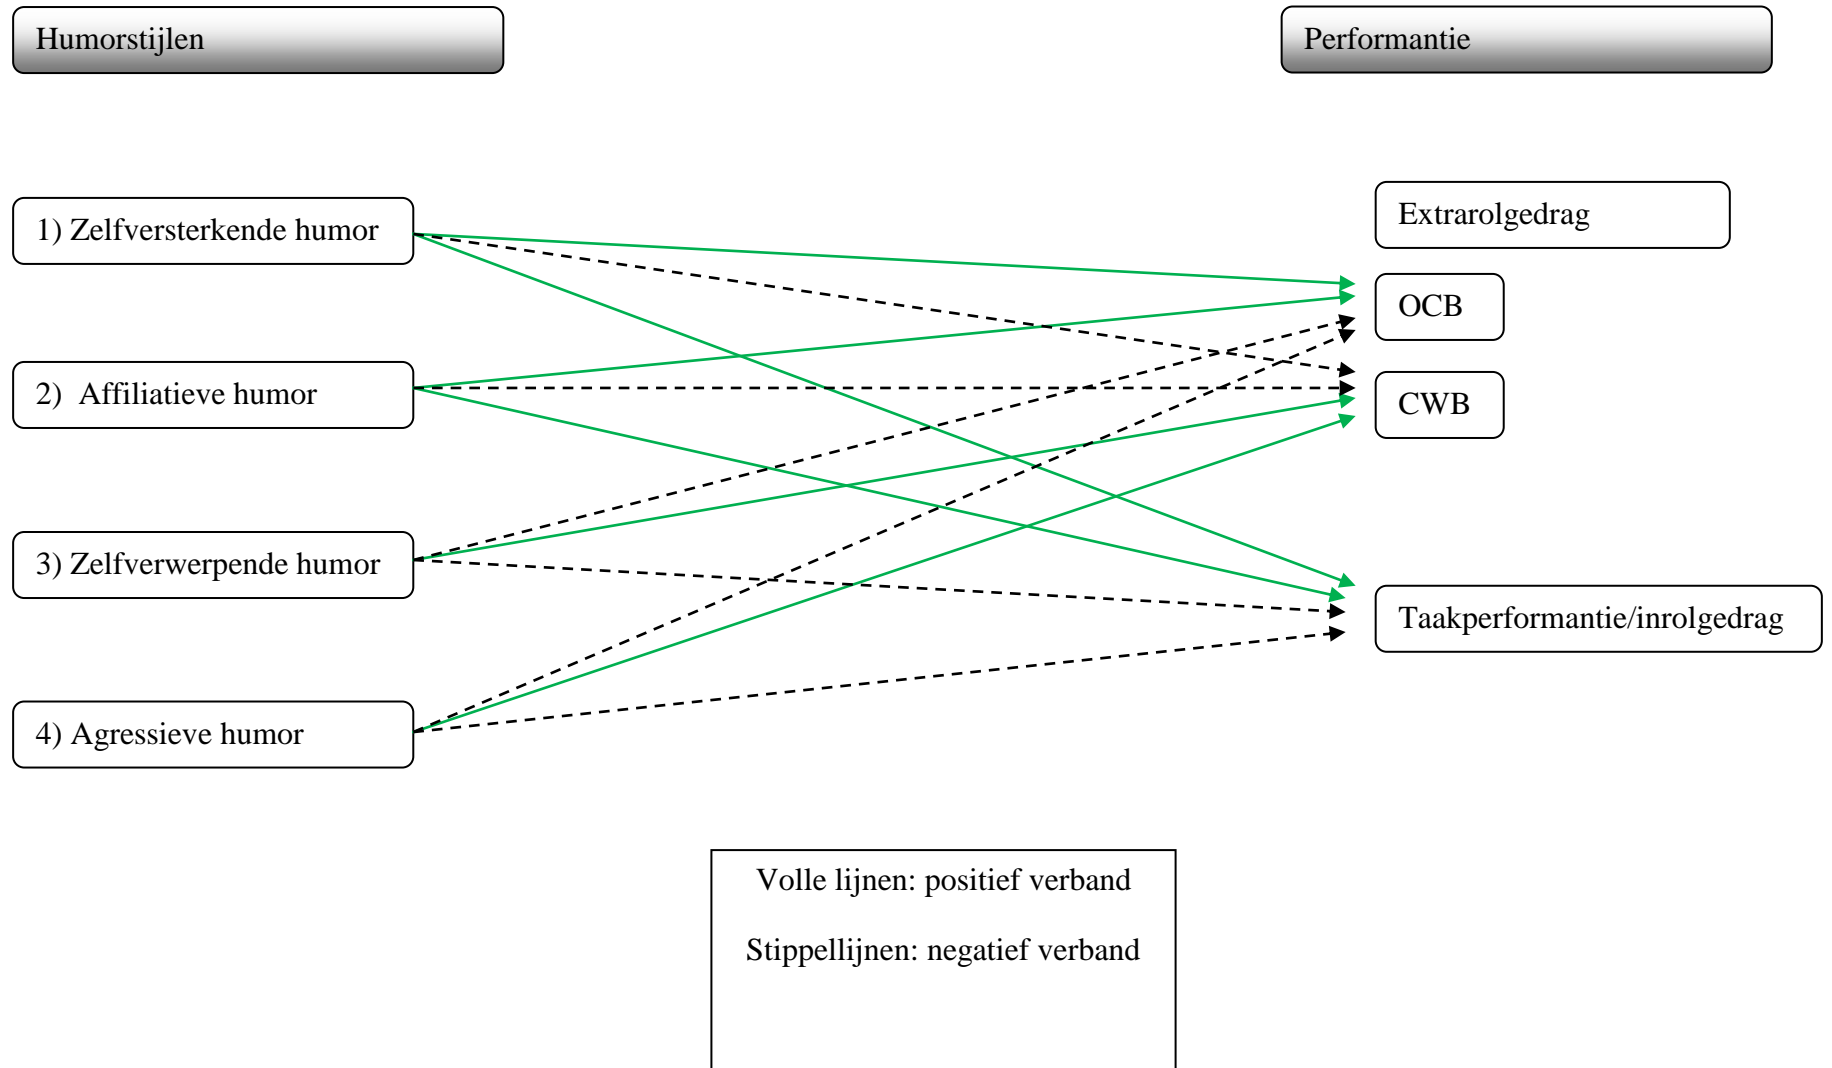 Humorstijlen
Performantie
1) Zelfversterkende humor
Extrarolgedrag
OCB
2) Affiliatieve humor
CWB
3) Zelfverwerpende humor
Taakperformantie/inrolgedrag
4) Agressieve humor
Volle lijnen: positief verband
Stippellijnen: negatief verband